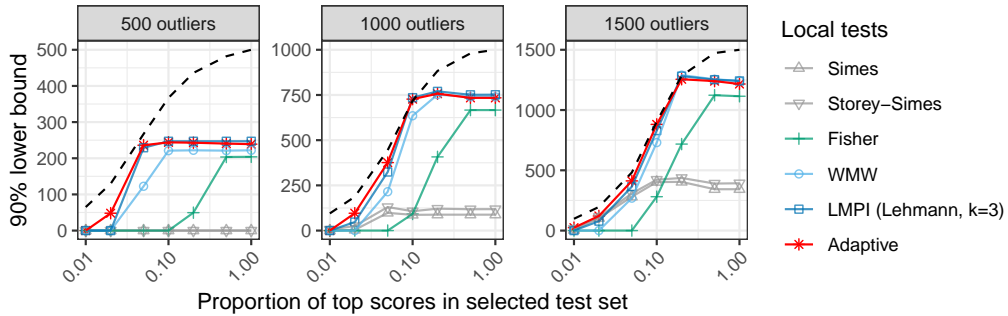 500 outliers
1000 outliers
1500 outliers
90% lower bound
500
400
300
200
100
0
1000
750
500
250
0
1500
1000
500
0
0.01
0.10
1.00
0.01
0.10
1.00
0.01
0.10
1.00
Proportion of top scores in selected test set
Local tests
Simes
Storey−Simes
Fisher
WMW
LMPI (Lehmann, k=3)
Adaptive